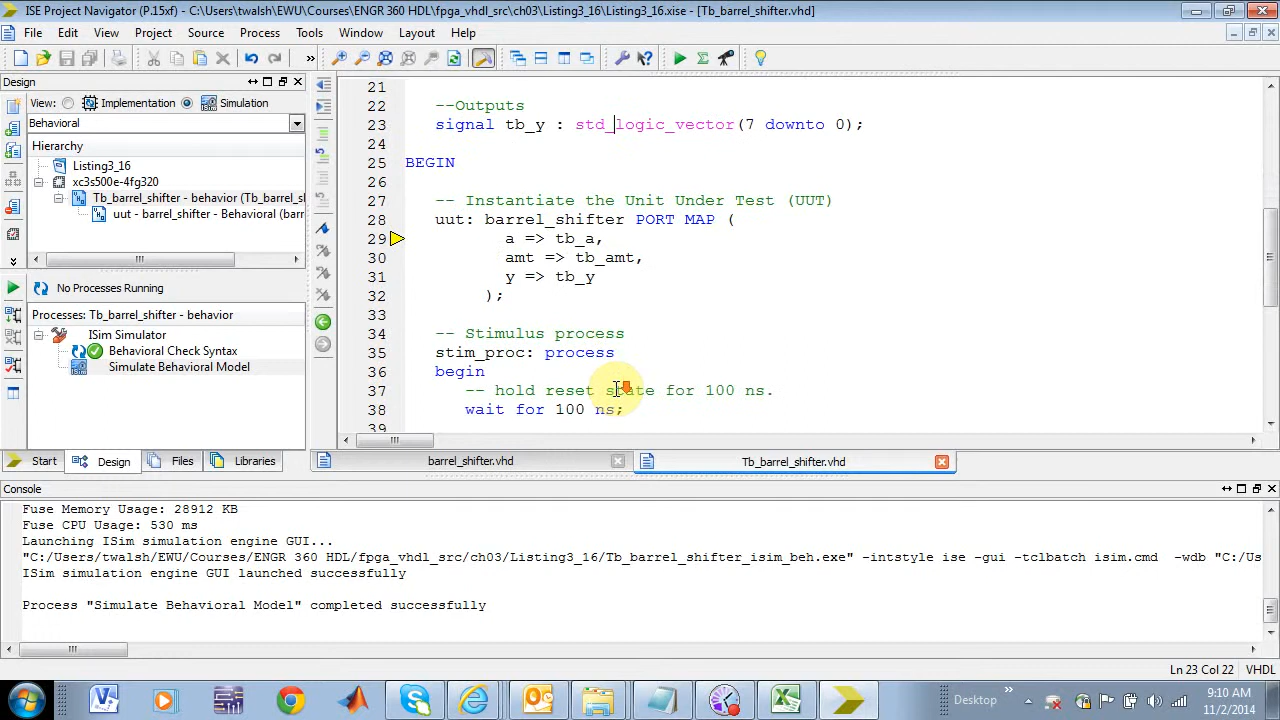 ISE Project Navigator (P.15xf) - C:\Users\twalsh\EWU\Courses\ENGR 360 HDL\fpga_vhdl_src\ch03\Listing3_16\Listing3_16.xise - [Tb_barrel_shifter.vhd]
File Edit View Project Source Process Tools Window Layout Help
Design
View: Implementation Simulation
Behavioral
Hierarchy
Listing3_16
xc3s500e-4fg320
Tb_barrel_shifter - behavior (Tb_barrel_s
uut - barrel_shifter - Behavioral (barr
No Processes Running
Processes: Tb_barrel_shifter - behavior
ISim Simulator
Behavioral Check Syntax
Simulate Behavioral Model
Start Design Files Libraries
21
22 --Outputs
23 signal tb_y : std_logic_vector(7 downto 0);
24
25 BEGIN
26
27 -- Instantiate the Unit Under Test (UUT)
28 uut: barrel_shifter PORT MAP (
29 a => tb_a,
30 amt => tb_amt,
31 y => tb_y
32 );
33
34 -- Stimulus process
35 stim_proc: process
36 begin
37 -- hold reset state for 100 ns.
38 wait for 100 ns;
39
barrel_shifter.vhd Tb_barrel_shifter.vhd
Console
Fuse Memory Usage: 28912 KB
Fuse CPU Usage: 530 ms
Launching ISim simulation engine GUI...
"C:/Users/twalsh/EWU/Courses/ENGR 360 HDL/fpga_vhdl_src/ch03/Listing3_16/Tb_barrel_shifter_isim_beh.exe" -intstyle ise -gui -tclbatch isim.cmd -wdb "C:/Us
ISim simulation engine GUI launched successfully
Process "Simulate Behavioral Model" completed successfully
Ln 23 Col 22 VHDL
Desktop
9:10 AM
11/2/2014